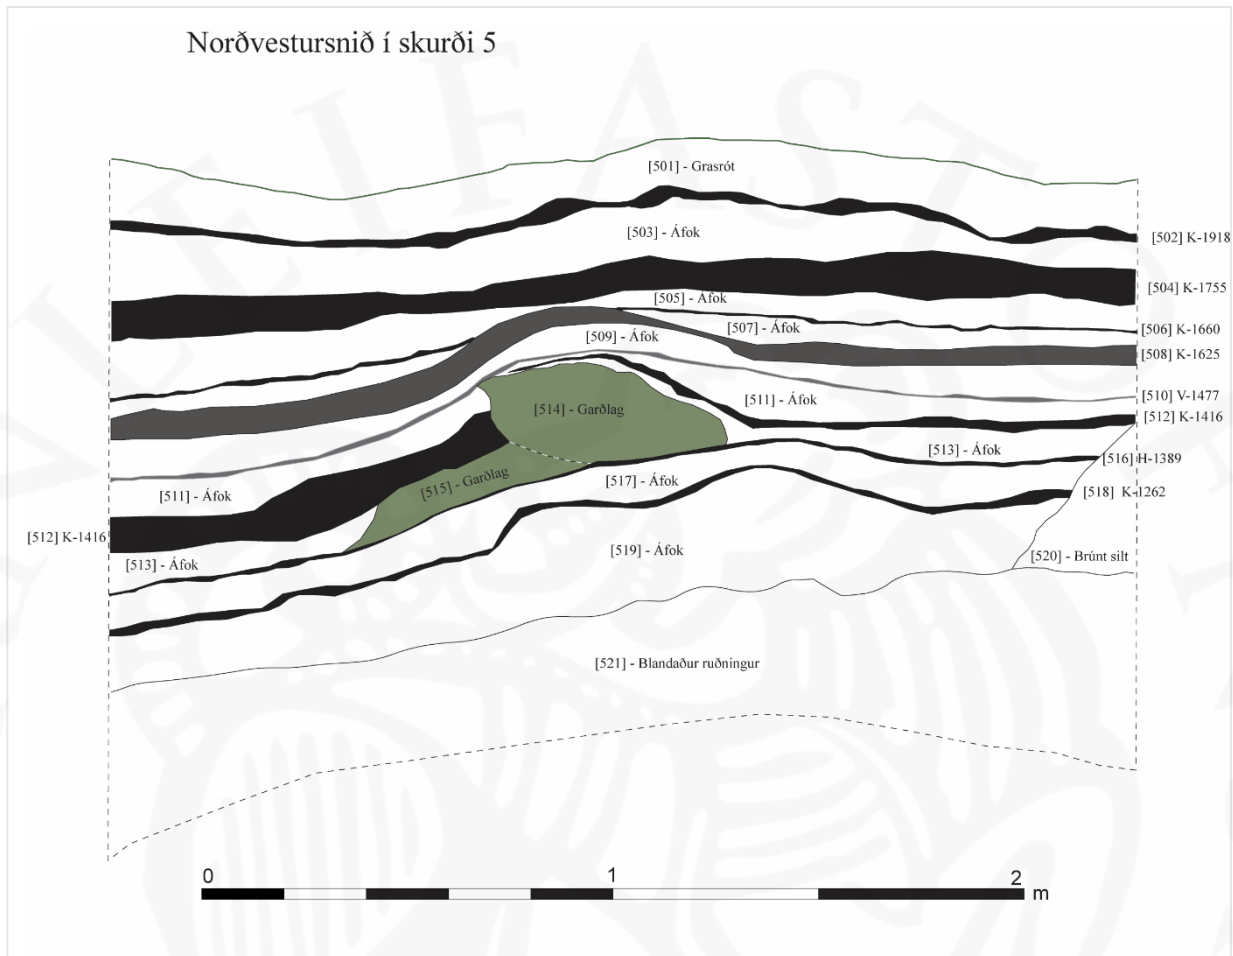 Norðvestursnið í skurði 5
[501] - Grasrót
[503] - Áfok
[502] K-1918
[504] K-1755
[505] - Áfok
[507] - Áfok
[506] K-1660
[509] - Áfok
[508] K-1625
[510] V-1477
[511] - Áfok
[514] - Garðlag
[512] K-1416
[513] - Áfok
[516] H-1389
[515] - Garðlag
[517] - Áfok
[511] - Áfok
[518] K-1262
[512] K-1416
[519] - Áfok
[520] - Brúnt silt
[513] - Áfok
[521] - Blandaður ruðningur
0 1 2 m